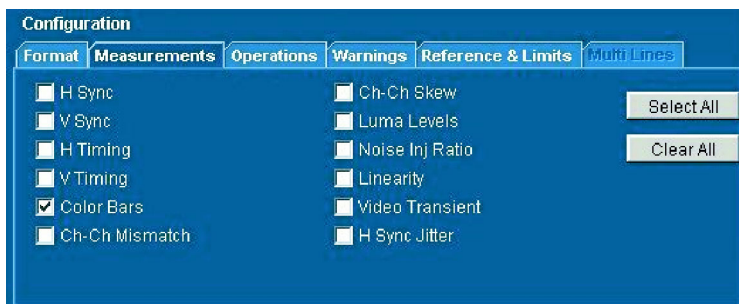 Configuration
Format Measurements Operations Warnings Reference & Limits Multi Lines
H Sync
V Sync
H Timing
V Timing
Color Bars
Ch-Ch Mismatch
Ch-Ch Skew
Luma Levels
Noise Inj Ratio
Linearity
Video Transient
H Sync Jitter
Select All
Clear All